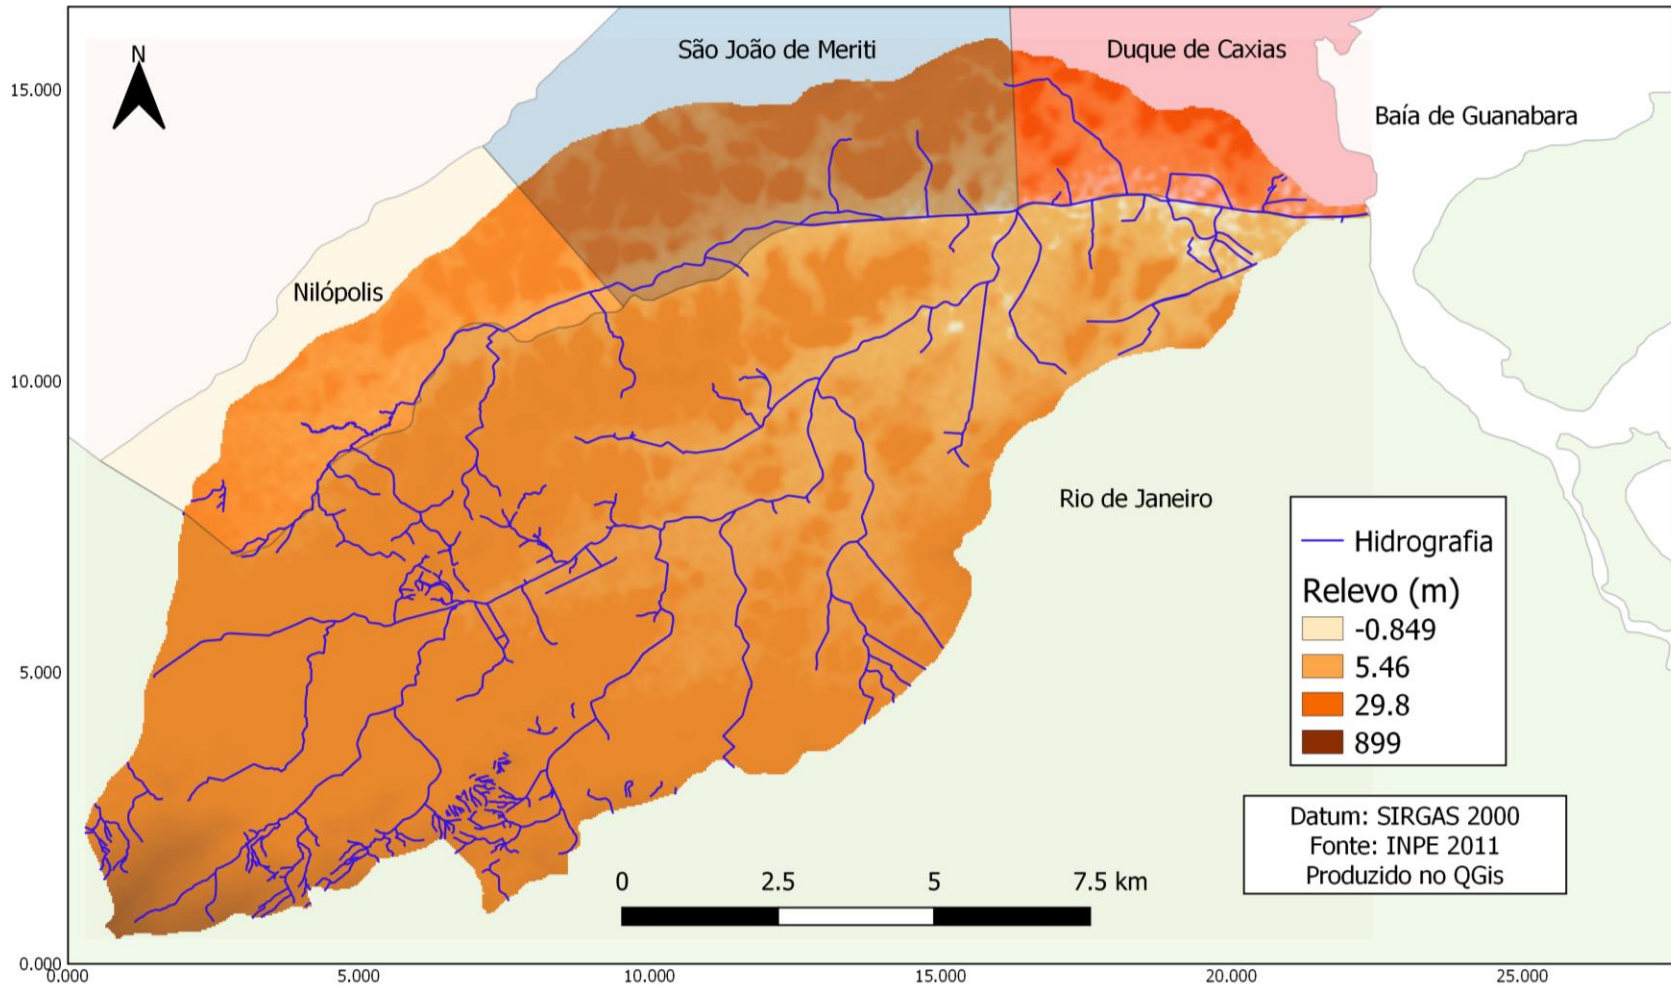 São João de Meriti
Duque de Caxias
N
15.000
Baía de Guanabara
Nilópolis
10.000
Rio de Janeiro
Hidrografia
Relevo (m)
-0.849
5.46
29.8
899
5.000
Datum: SIRGAS 2000
Fonte: INPE 2011
Produzido no QGis
0 2.5 5 7.5 km
0.000
0.000 5.000 10.000 15.000 20.000 25.000